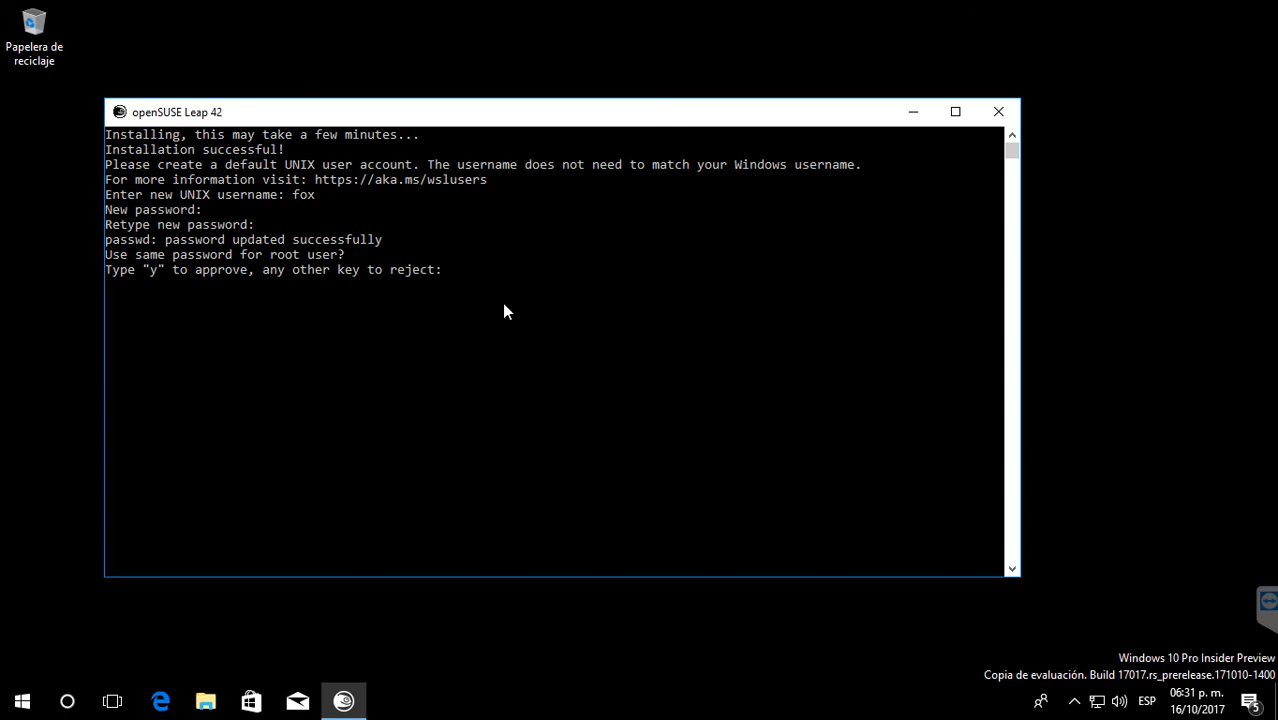 Papelera de
reciclaje
openSUSE Leap 42
Installing, this may take a few minutes...
Installation successful!
Please create a default UNIX user account. The username does not need to match your Windows username.
For more information visit: https://aka.ms/wslusers
Enter new UNIX username: fox
New password:
Retype new password:
passwd: password updated successfully
Use same password for root user?
Type "y" to approve, any other key to reject:
Windows 10 Pro Insider Preview
Copia de evaluación. Build 17017.rs_prerelease.171010-1400
ESP
06:31 p. m.
16/10/2017
5